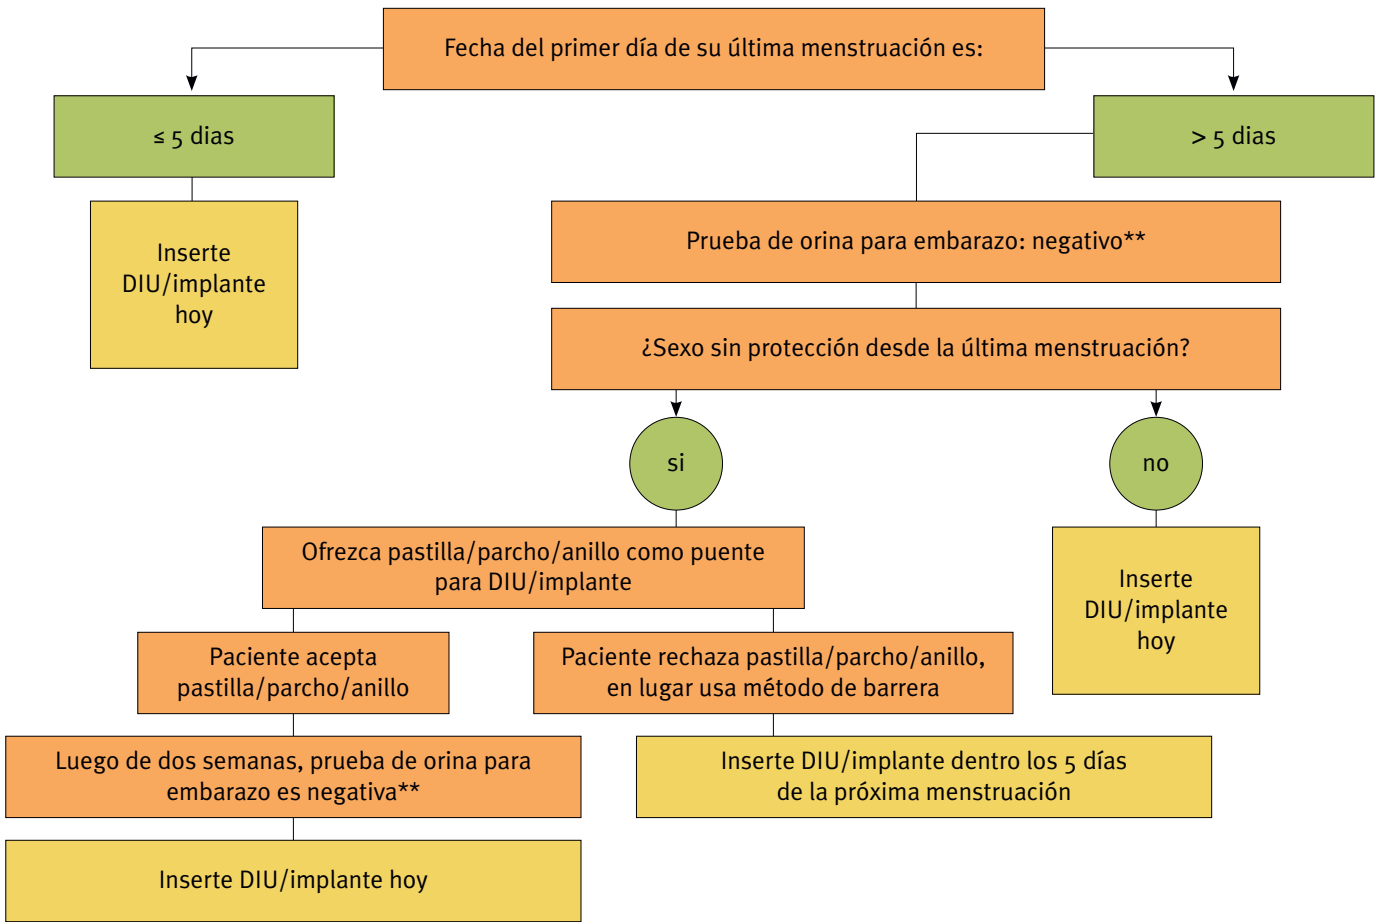 Fecha del primer día de su última menstruación es:
≤ 5 dias
> 5 dias
Inserte
DIU/implante
hoy
Prueba de orina para embarazo: negativo**
¿Sexo sin protección desde la última menstruación?
si
no
Ofrezca pastilla/parcho/anillo como puente
para DIU/implante
Inserte
DIU/implante
hoy
Paciente acepta
pastilla/parcho/anillo
Paciente rechaza pastilla/parcho/anillo,
en lugar usa método de barrera
Luego de dos semanas, prueba de orina para
embarazo es negativa**
Inserte DIU/implante dentro los 5 días
de la próxima menstruación
Inserte DIU/implante hoy